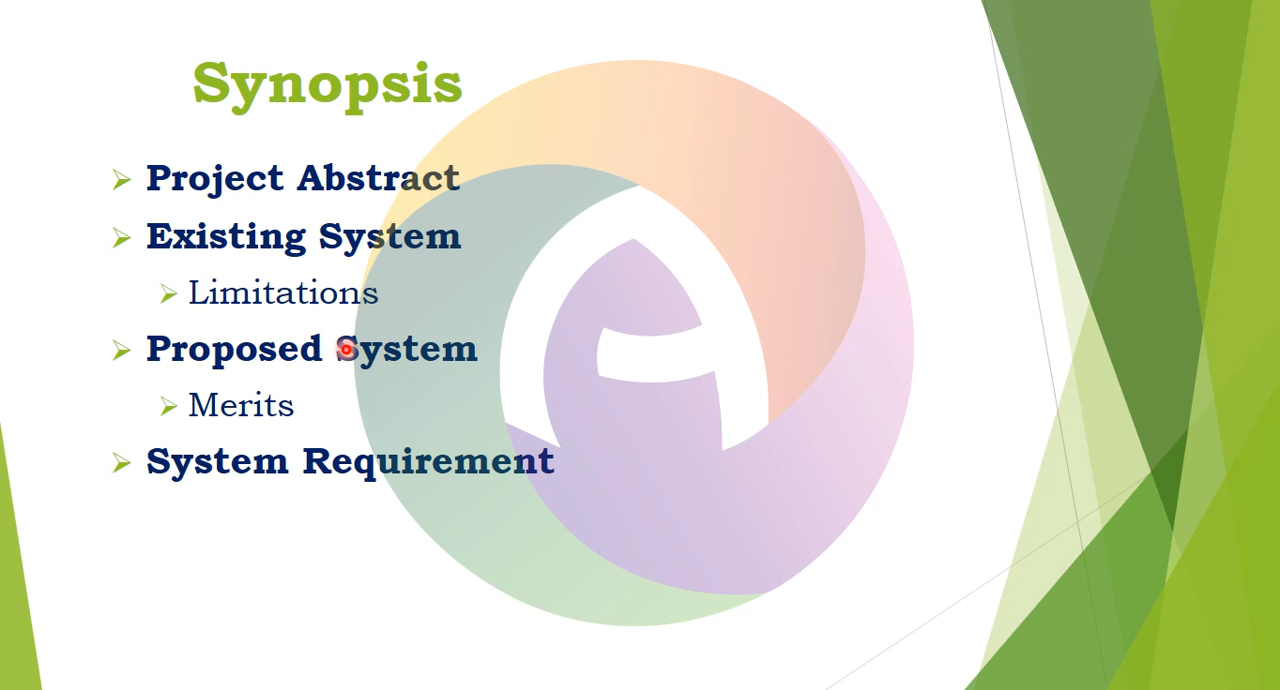 Synopsis
Project Abstract
Existing System
Limitations
Proposed System
Merits
System Requirement